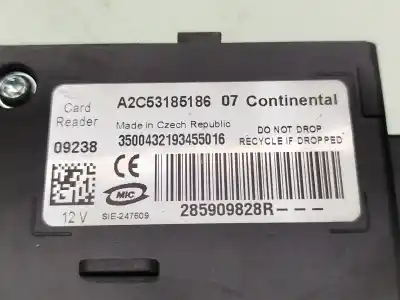 Card Reader
A2C53185186 07 Continental
Made in Czech Republic
3500432193455016
DO NOT DROP
RECYCLE IF DROPPED
09238
CE
MIC
12 V
SIE-247609
285909828R---